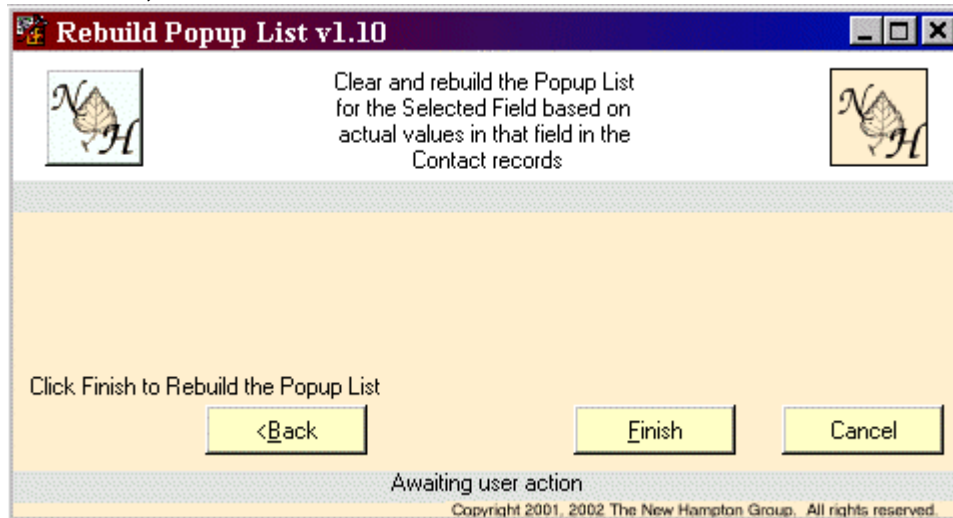 Rebuild Popup List v1.10
NH
Clear and rebuild the Popup List
for the Selected Field based on
actual values in that field in the
Contact records
NH
Click Finish to Rebuild the Popup List
<Back
Finish
Cancel
Awaiting user action
Copyright 2001, 2002 The New Hampton Group. All rights reserved.